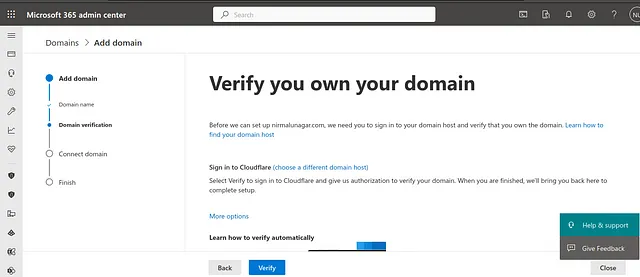 Microsoft 365 admin center
Search
NL
Domains > Add domain
Add domain
Domain name
Domain verification
Connect domain
Finish
Verify you own your domain
Before we can set up nirmalunagar.com, we need you to sign in to your domain host and verify that you own the domain. Learn how to
find your domain host
Sign in to Cloudflare (choose a different domain host)
Select Verify to sign in to Cloudflare and give us authorization to verify your domain. When you are finished, we'll bring you back here to
complete setup.
More options
Learn how to verify automatically
Help & support
Give Feedback
Back
Verify
Close